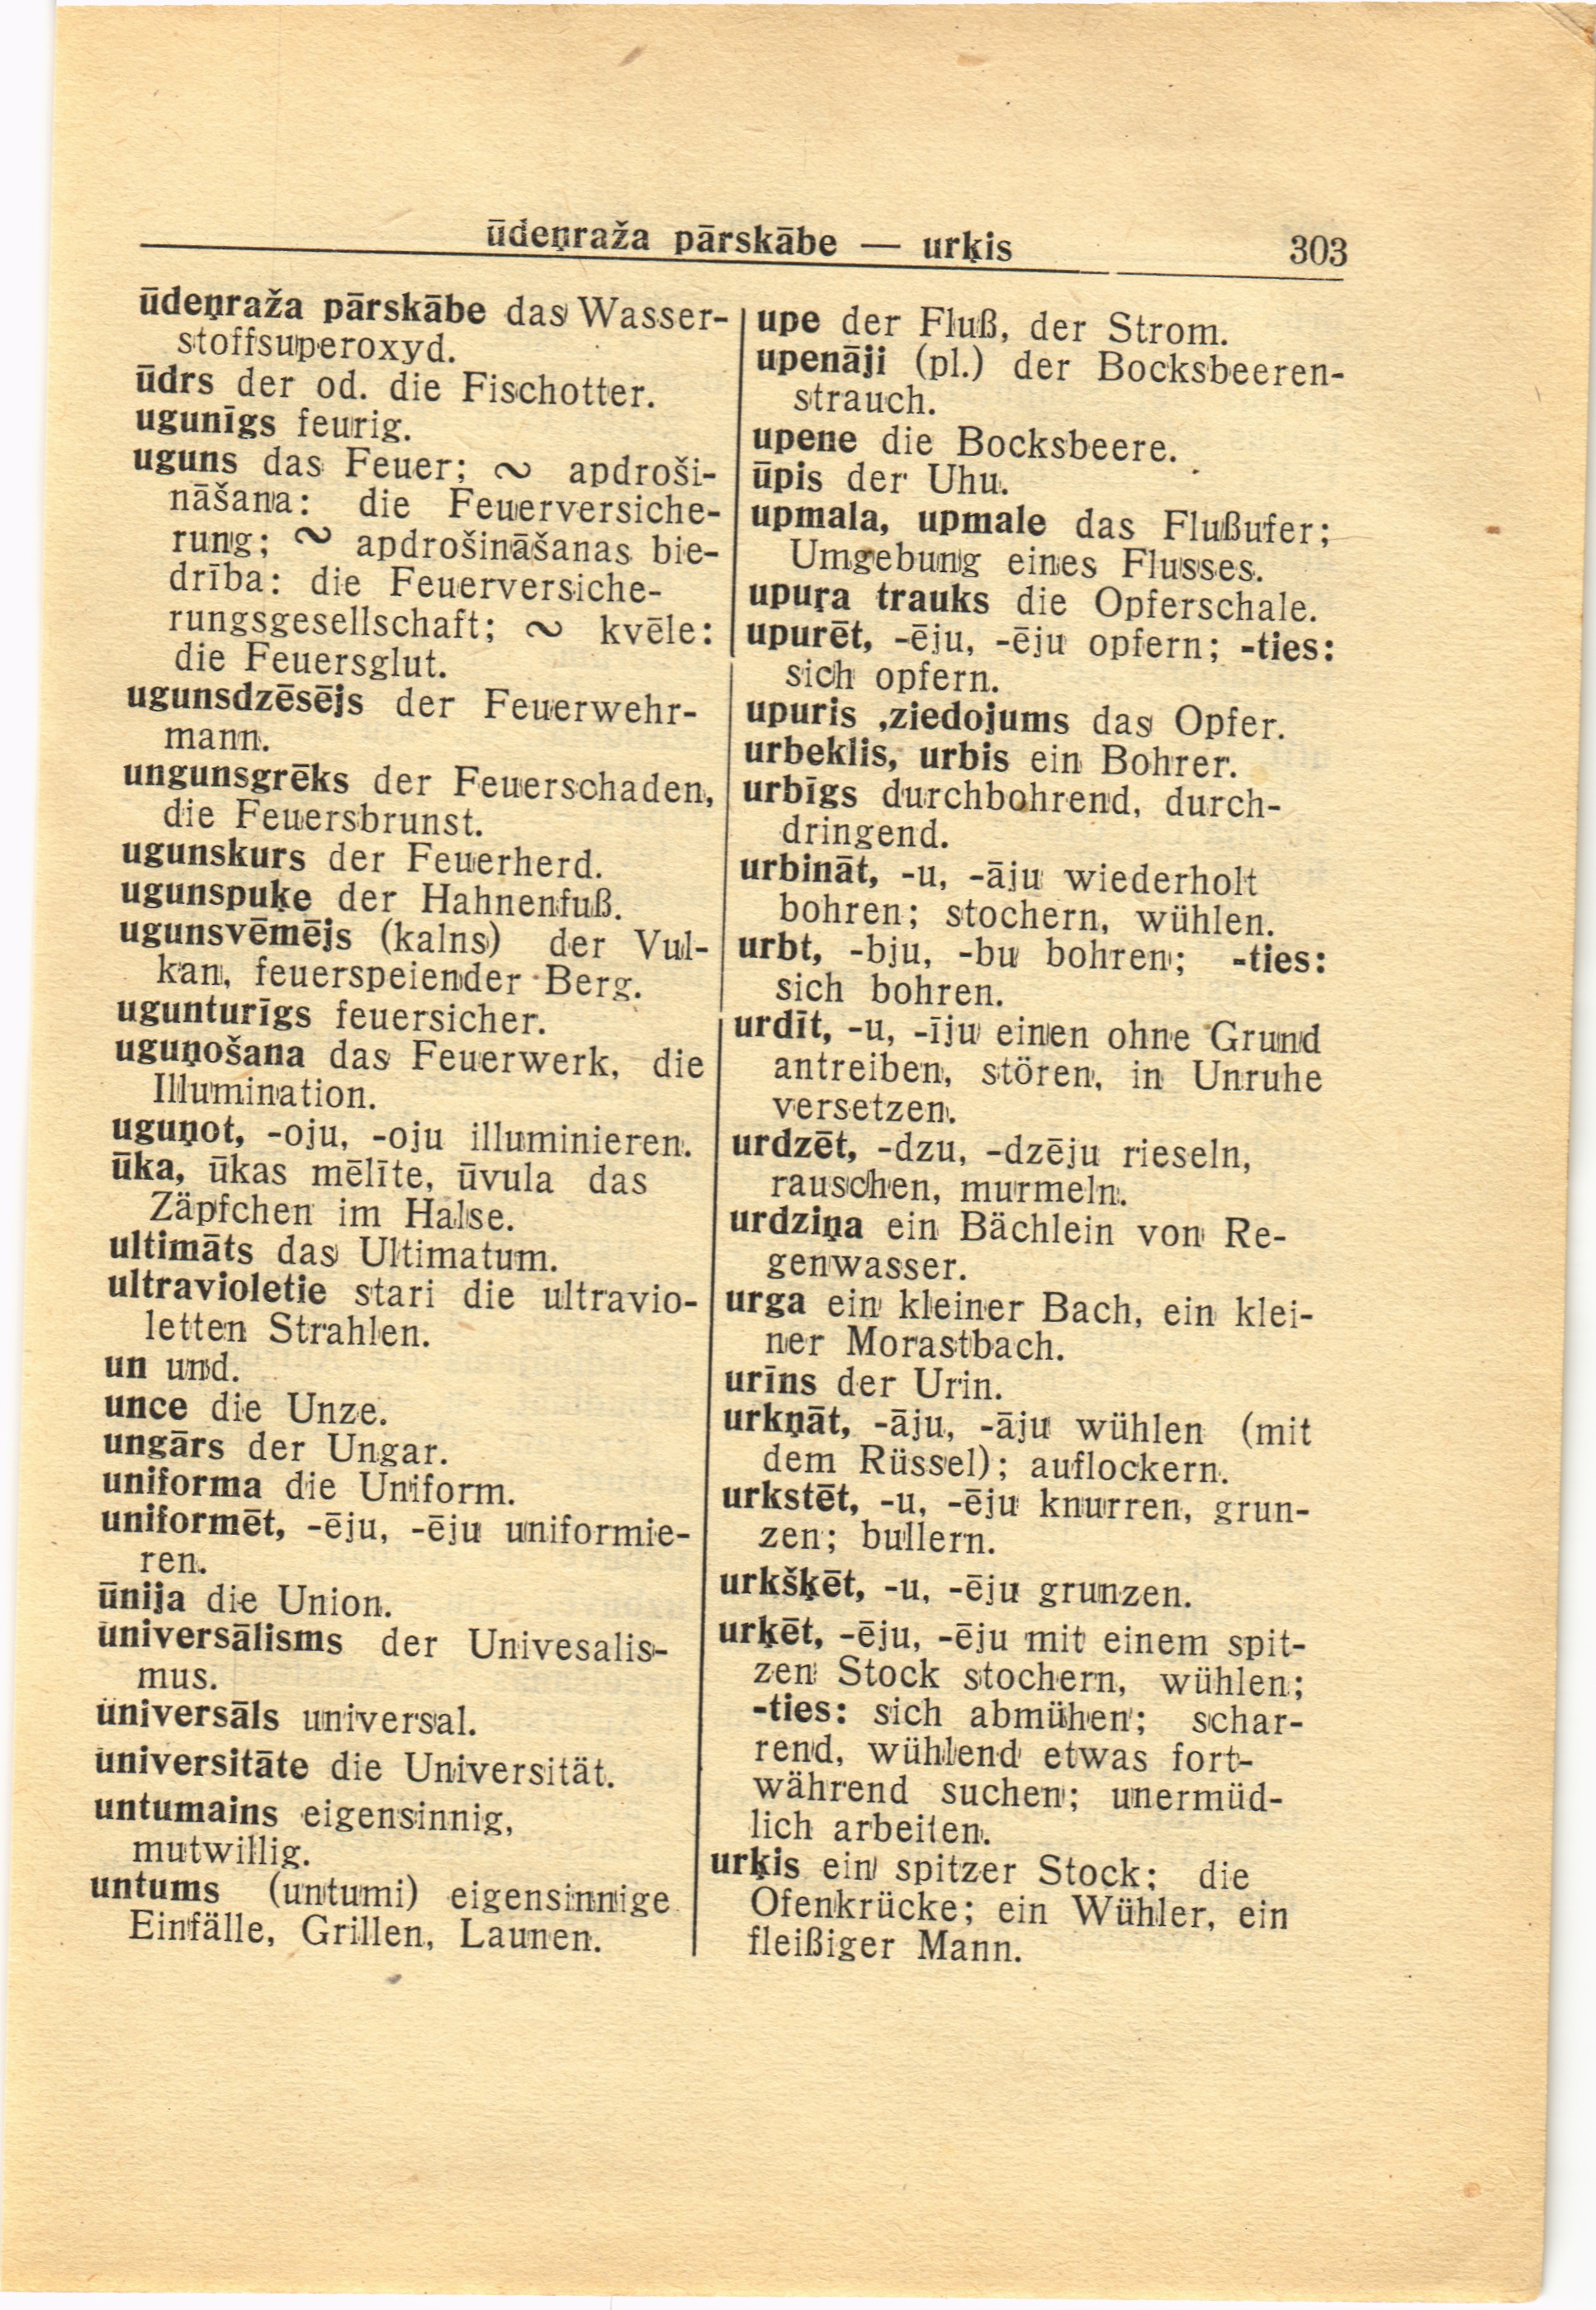 ūdeņraža pārskābe — urķis 303
ūdeņraža pārskābe das Wasser-
stoffsuperoxyd.
ūdrs der od. die Fischotter.
ugunīgs feurig.
uguns das Feuer; ∾ apdroši-
nāšana: die Feuerversiche-
rung; ∾ apdrošināšanas bie-
drība: die Feuerversiche-
rungsgesellschaft; ∾ kvēle:
die Feuersglut.
ugunsdzēsējs der Feuerwehr-
mann.
ungunsgrēks der Feuerschaden,
die Feuersbrunst.
ugunskurs der Feuerherd.
ugunspuķe der Hahnenfuß.
ugunsvēmējs (kalns) der Vul-
kan, feuerspeiender Berg.
ugunturīgs feuersicher.
uguņošana das Feuerwerk, die
Illumination.
uguņot, -oju, -oju illuminieren.
ūka, ūkas mēlīte, ūvula das
Zäpfchen im Halse.
ultimāts das Ultimatum.
ultravioletie stari die ultravio-
letten Strahlen.
un und.
unce die Unze.
ungārs der Ungar.
uniforma die Uniform.
uniformēt, -ēju, -ēju uniformie-
ren.
ūnija die Union.
universālisms der Univesalis-
mus.
universāls universal.
universitāte die Universität.
untumains eigensinnig,
mutwillig.
untums (untumi) eigensinnige
Einfälle, Grillen, Launen.
upe der Fluß, der Strom.
upenāji (pl.) der Bocksbeeren-
strauch.
upene die Bocksbeere.
ūpis der Uhu.
upmala, upmale das Flußufer;
Umgebung eines Flusses.
upuŗa trauks die Opferschale.
upurēt, -ēju, -ēju opfern; -ties:
sich opfern.
upuris ,ziedojums das Opfer.
urbeklis, urbis ein Bohrer.
urbīgs durchbohrend, durch-
dringend.
urbināt, -u, -āju wiederholt
bohren; stochern, wühlen.
urbt, -bju, -bu bohren; -ties:
sich bohren.
urdīt, -u, -īju einen ohne Grund
antreiben, stören, in Unruhe
versetzen.
urdzēt, -dzu, -dzēju rieseln,
rauschen, murmeln.
urdziņa ein Bächlein von Re-
genwasser.
urga ein kleiner Bach, ein klei-
ner Morastbach.
urīns der Urin.
urkņāt, -āju, -āju wühlen (mit
dem Rüssel); auflockern.
urkstēt, -u, -ēju knurren, grun-
zen; bullern.
urkšķēt, -u, -ēju grunzen.
urķēt, -ēju, -ēju mit einem spit-
zen Stock stochern, wühlen;
-ties: sich abmühen; schar-
rend, wühlend etwas fort-
während suchen; unermüd-
lich arbeiten.
urķis ein spitzer Stock; die
Ofenkrücke; ein Wühler, ein
fleißiger Mann.